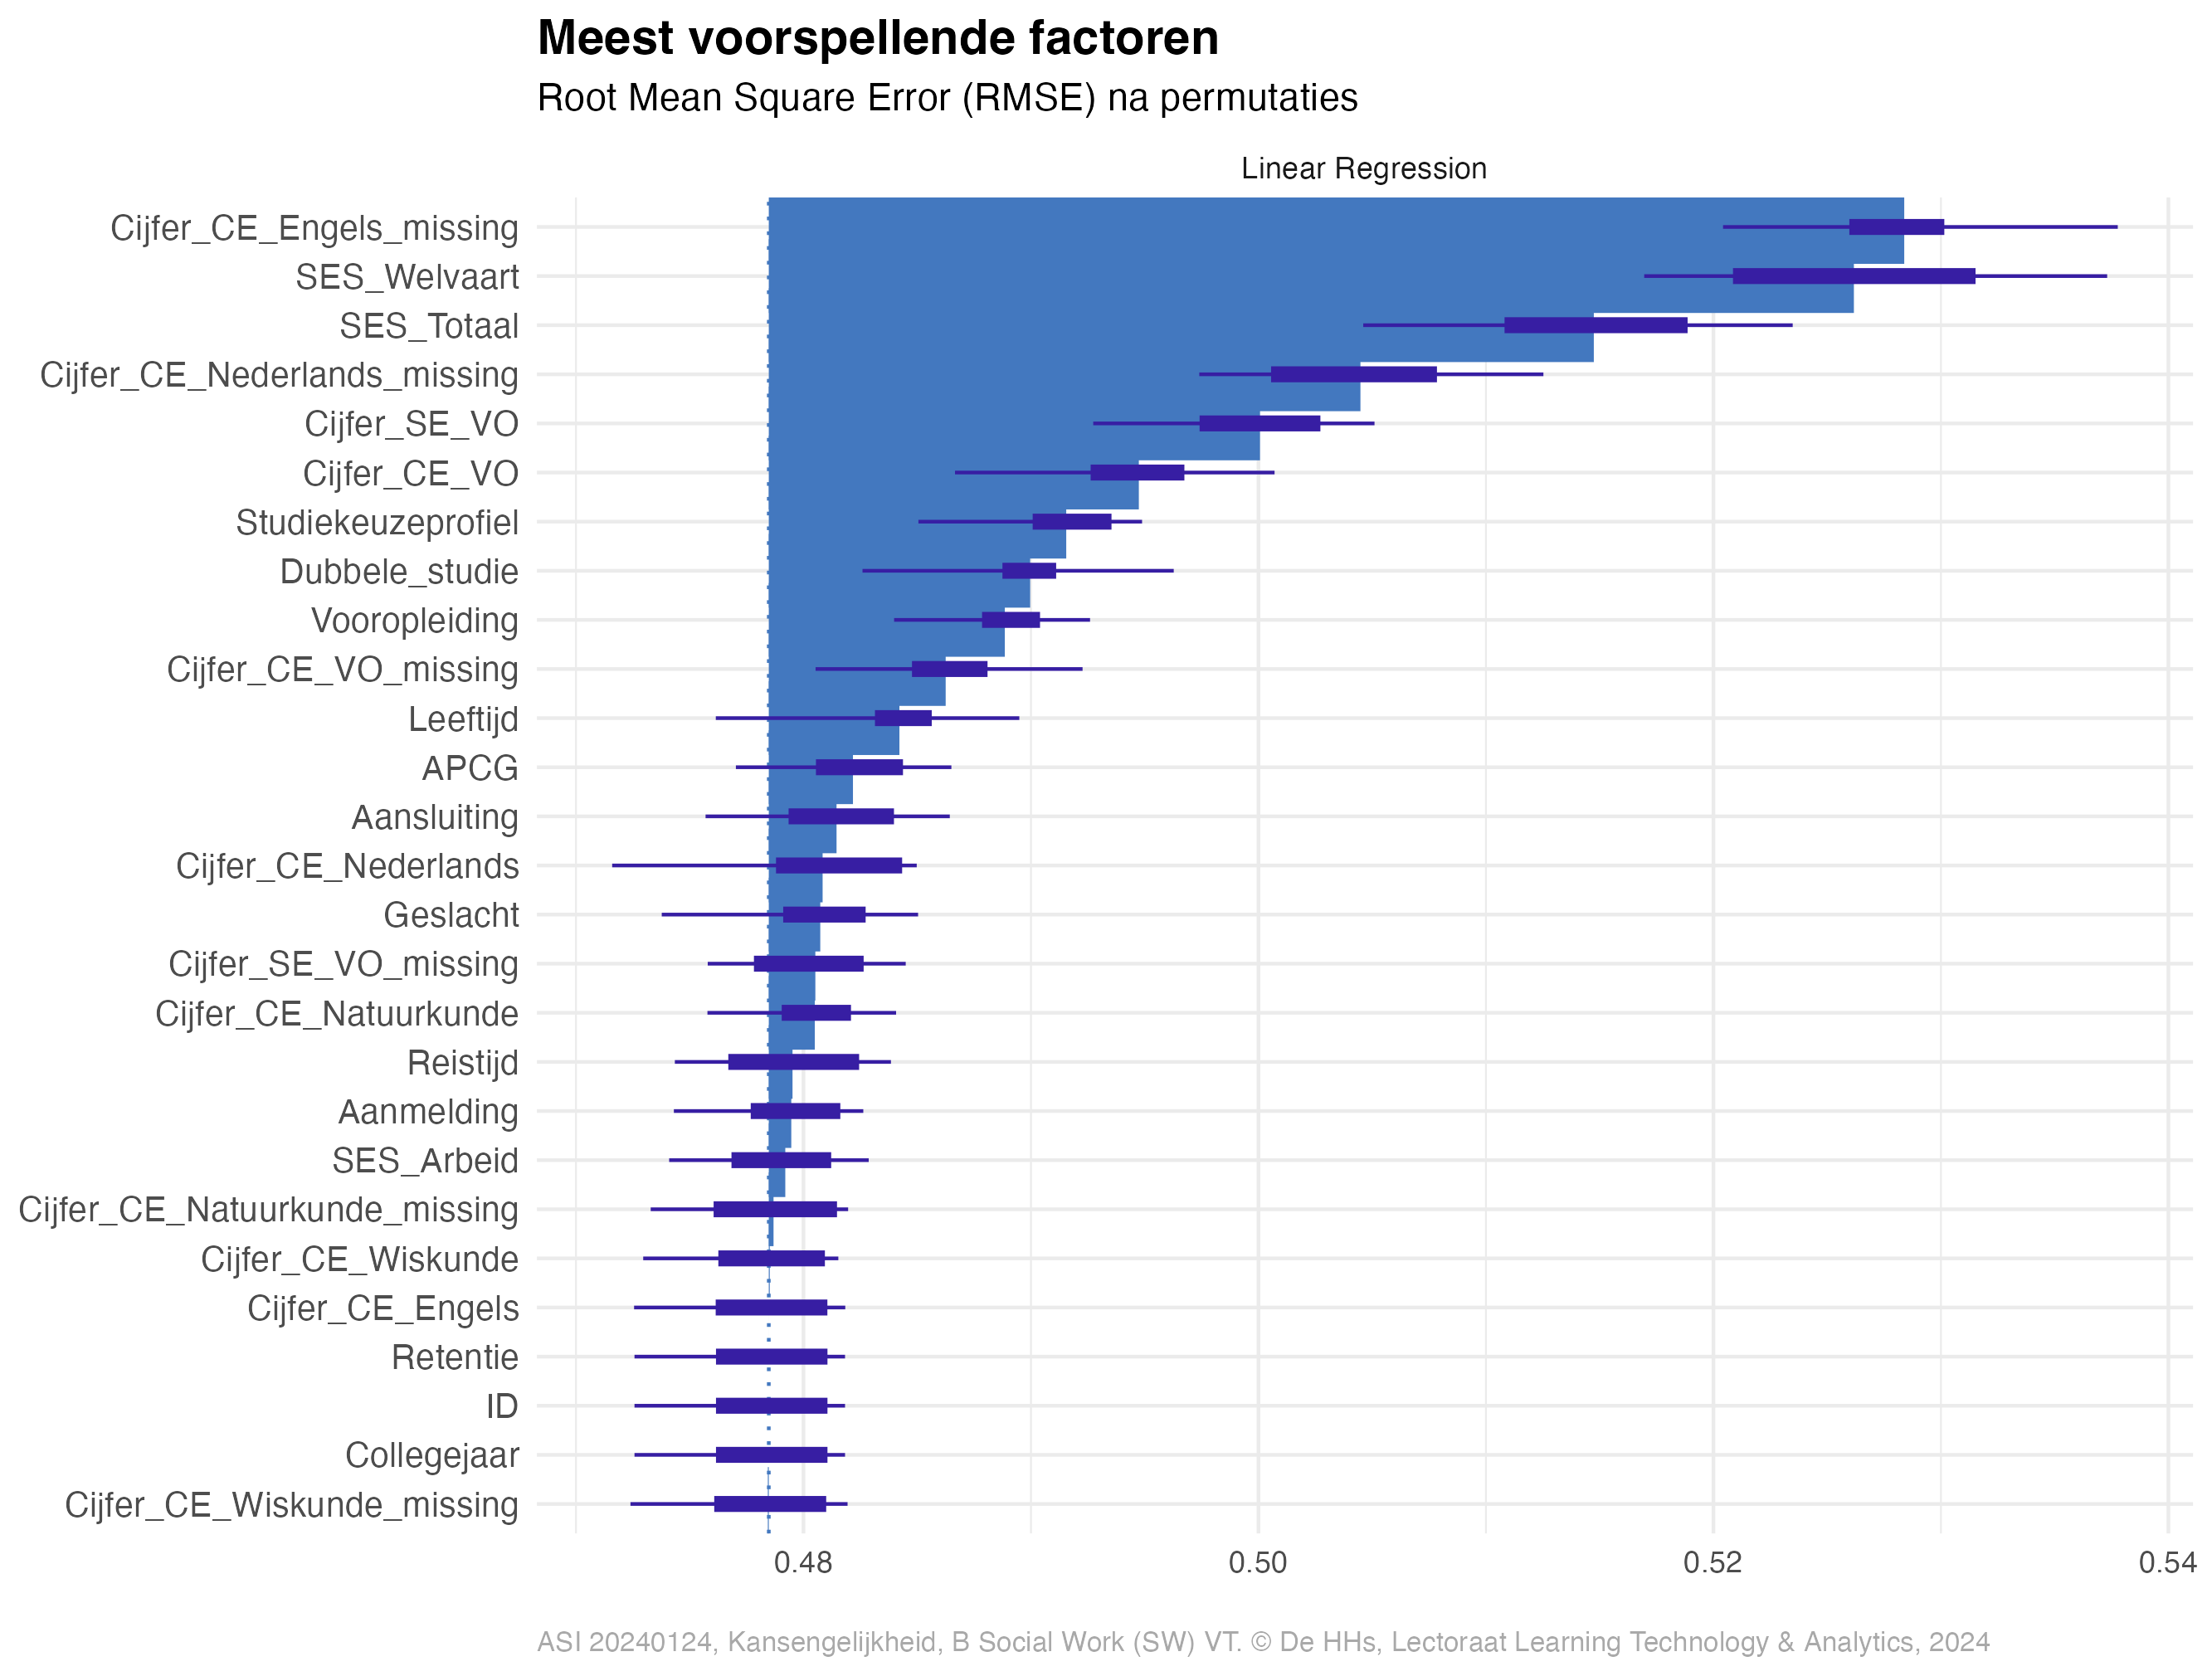 Meest voorspellende factoren
Root Mean Square Error (RMSE) na permutaties
Linear Regression
Cijfer_CE_Engels_missing
SES_Welvaart
SES_Totaal
Cijfer_CE_Nederlands_missing
Cijfer_SE_VO
Cijfer_CE_VO
Studiekeuzeprofiel
Dubbele_studie
Vooropleiding
Cijfer_CE_VO_missing
Leeftijd
APCG
Aansluiting
Cijfer_CE_Nederlands
Geslacht
Cijfer_SE_VO_missing
Cijfer_CE_Natuurkunde
Reistijd
Aanmelding
SES_Arbeid
Cijfer_CE_Natuurkunde_missing
Cijfer_CE_Wiskunde
Cijfer_CE_Engels
Retentie
ID
Collegejaar
Cijfer_CE_Wiskunde_missing
0.48 0.50 0.52 0.54
ASI 20240124, Kansengelijkheid, B Social Work (SW) VT. © De HHs, Lectoraat Learning Technology & Analytics, 2024